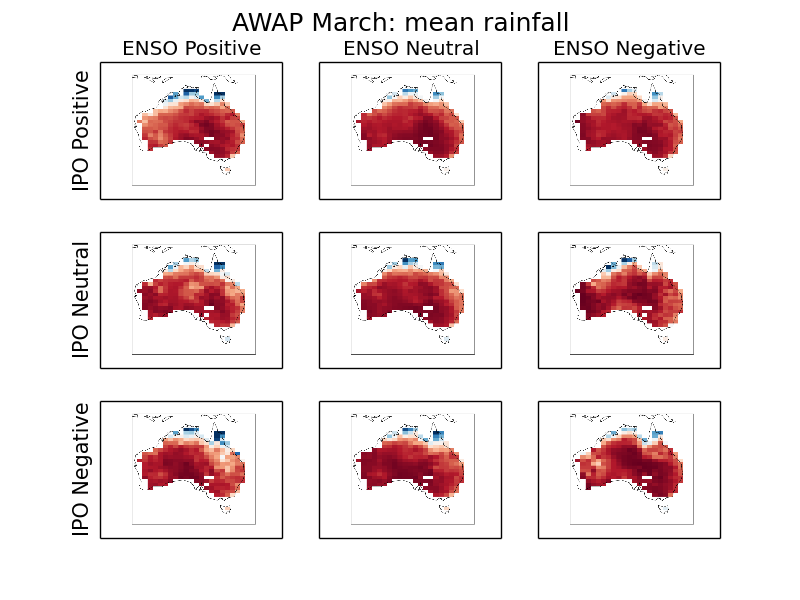 AWAP March: mean rainfall
ENSO Positive
ENSO Neutral
ENSO Negative
IPO Positive
IPO Neutral
IPO Negative